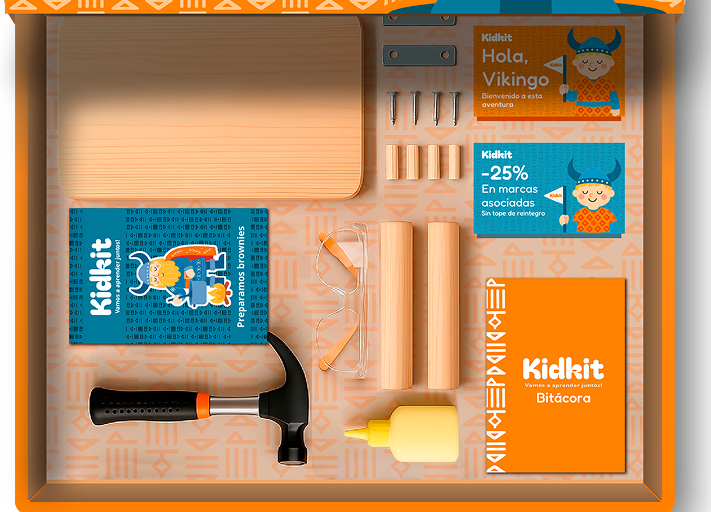 Kidkit
Hola,
Vikingo
Bienvenido a esta
aventura
Kidkit
-25%
En marcas
asociadas
Sin tope de reintegro
Kidkit
Vamos a aprender juntos!
Preparamos brownies
Kidkit
Vamos a aprender juntos!
Bitácora